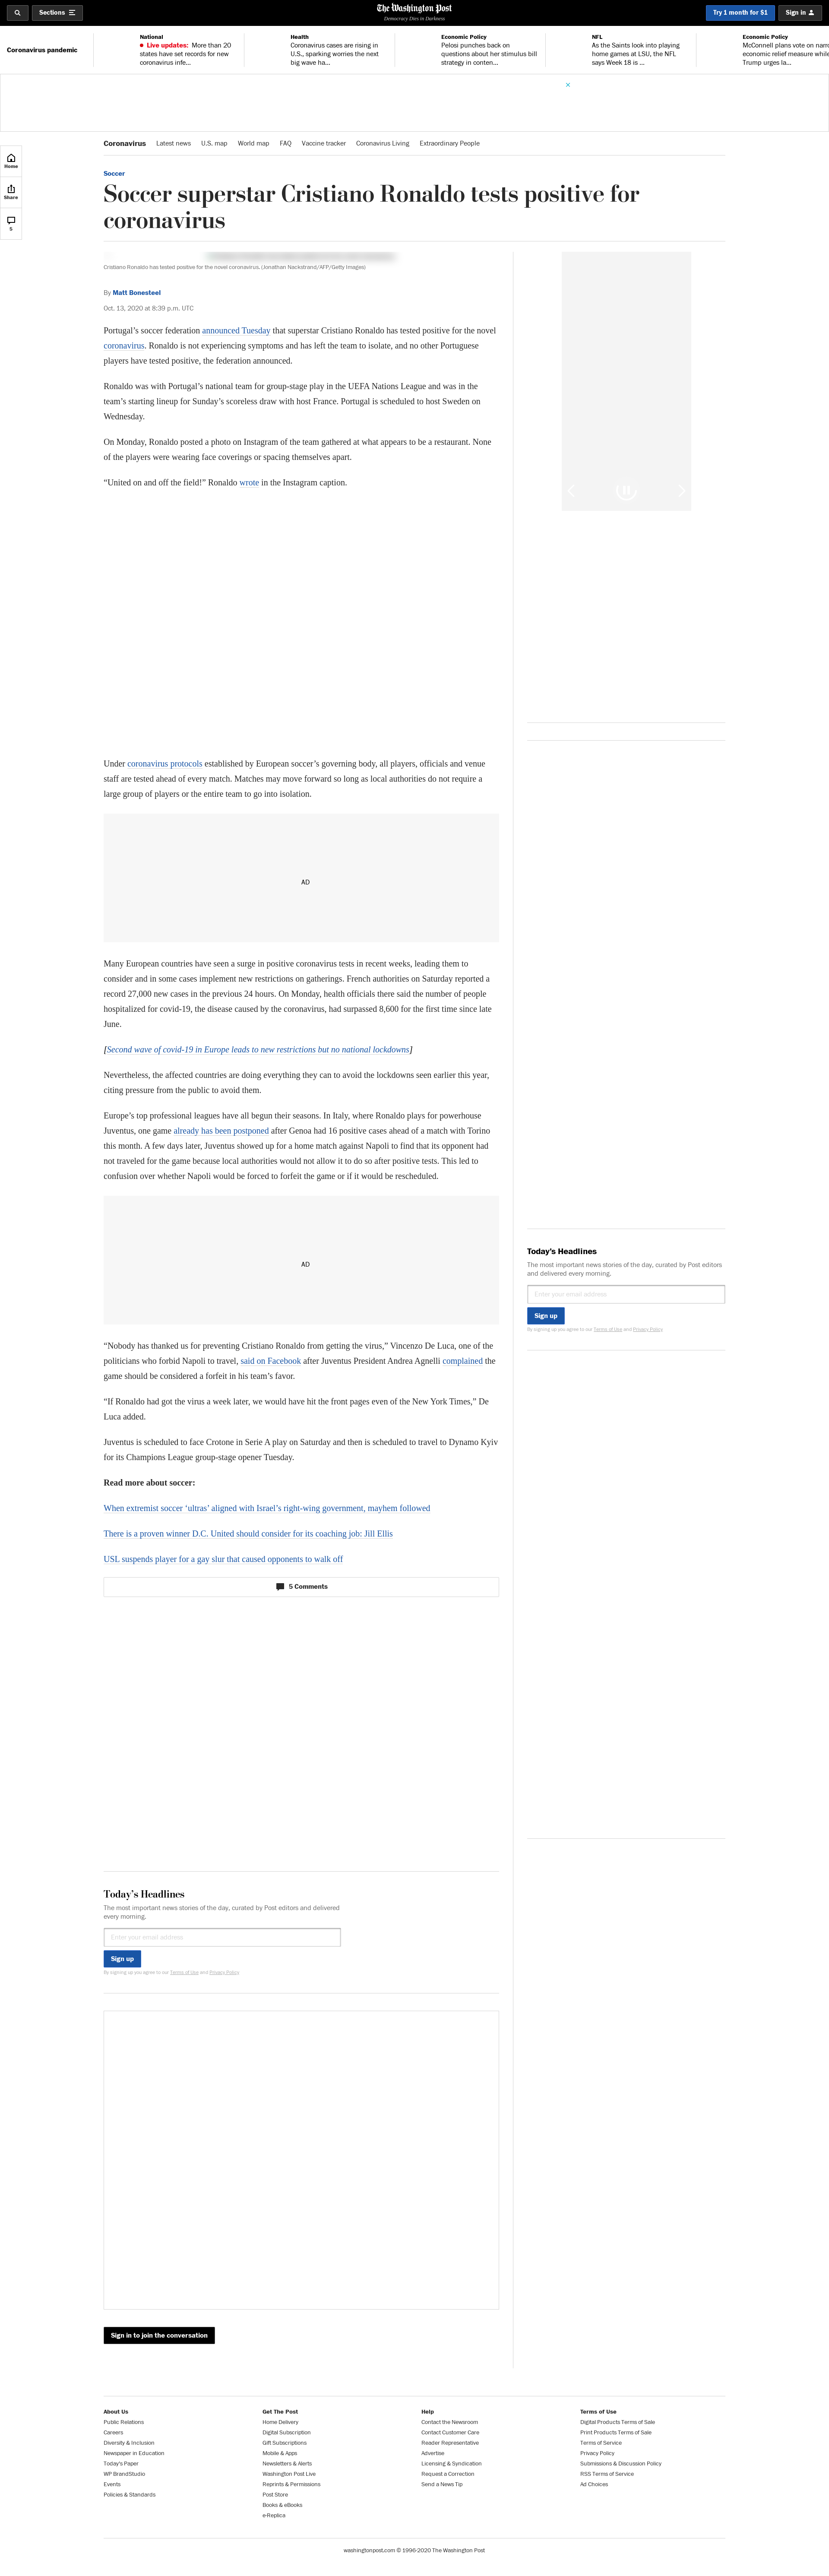 Sections
The Washington Post
Democracy Dies in Darkness
Try 1 month for $1
Sign in
Coronavirus pandemic
National
Live updates: More than 20
states have set records for new
coronavirus infe...
Health
Coronavirus cases are rising in
U.S., sparking worries the next
big wave ha...
Economic Policy
Pelosi punches back on
questions about her stimulus bill
strategy in conten...
NFL
As the Saints look into playing
home games at LSU, the NFL
says Week 18 is ...
Economic Policy
McConnell plans vote on narro
economic relief measure while
Trump urges la...
Home
Share
5
Coronavirus
Latest news
U.S. map
World map
FAQ
Vaccine tracker
Coronavirus Living
Extraordinary People
Soccer
Soccer superstar Cristiano Ronaldo tests positive for
coronavirus
Cristiano Ronaldo has tested positive for the novel coronavirus. (Jonathan Nackstrand/AFP/Getty Images)
By Matt Bonesteel
Oct. 13, 2020 at 8:39 p.m. UTC
Portugal’s soccer federation announced Tuesday that superstar Cristiano Ronaldo has tested positive for the novel
coronavirus. Ronaldo is not experiencing symptoms and has left the team to isolate, and no other Portuguese
players have tested positive, the federation announced.
Ronaldo was with Portugal’s national team for group-stage play in the UEFA Nations League and was in the
team’s starting lineup for Sunday’s scoreless draw with host France. Portugal is scheduled to host Sweden on
Wednesday.
On Monday, Ronaldo posted a photo on Instagram of the team gathered at what appears to be a restaurant. None
of the players were wearing face coverings or spacing themselves apart.
“United on and off the field!” Ronaldo wrote in the Instagram caption.
Under coronavirus protocols established by European soccer’s governing body, all players, officials and venue
staff are tested ahead of every match. Matches may move forward so long as local authorities do not require a
large group of players or the entire team to go into isolation.
AD
Many European countries have seen a surge in positive coronavirus tests in recent weeks, leading them to
consider and in some cases implement new restrictions on gatherings. French authorities on Saturday reported a
record 27,000 new cases in the previous 24 hours. On Monday, health officials there said the number of people
hospitalized for covid-19, the disease caused by the coronavirus, had surpassed 8,600 for the first time since late
June.
[Second wave of covid-19 in Europe leads to new restrictions but no national lockdowns]
Nevertheless, the affected countries are doing everything they can to avoid the lockdowns seen earlier this year,
citing pressure from the public to avoid them.
Europe’s top professional leagues have all begun their seasons. In Italy, where Ronaldo plays for powerhouse
Juventus, one game already has been postponed after Genoa had 16 positive cases ahead of a match with Torino
this month. A few days later, Juventus showed up for a home match against Napoli to find that its opponent had
not traveled for the game because local authorities would not allow it to do so after positive tests. This led to
confusion over whether Napoli would be forced to forfeit the game or if it would be rescheduled.
AD
“Nobody has thanked us for preventing Cristiano Ronaldo from getting the virus,” Vincenzo De Luca, one of the
politicians who forbid Napoli to travel, said on Facebook after Juventus President Andrea Agnelli complained the
game should be considered a forfeit in his team’s favor.
“If Ronaldo had got the virus a week later, we would have hit the front pages even of the New York Times,” De
Luca added.
Juventus is scheduled to face Crotone in Serie A play on Saturday and then is scheduled to travel to Dynamo Kyiv
for its Champions League group-stage opener Tuesday.
Read more about soccer:
When extremist soccer ‘ultras’ aligned with Israel’s right-wing government, mayhem followed
There is a proven winner D.C. United should consider for its coaching job: Jill Ellis
USL suspends player for a gay slur that caused opponents to walk off
5 Comments
Today’s Headlines
The most important news stories of the day, curated by Post editors and delivered
every morning.
Enter your email address
Sign up
By signing up you agree to our Terms of Use and Privacy Policy
Sign in to join the conversation
Today’s Headlines
The most important news stories of the day, curated by Post editors
and delivered every morning.
Enter your email address
Sign up
By signing up you agree to our Terms of Use and Privacy Policy
About Us
Public Relations
Careers
Diversity & Inclusion
Newspaper in Education
Today's Paper
WP BrandStudio
Events
Policies & Standards
Get The Post
Home Delivery
Digital Subscription
Gift Subscriptions
Mobile & Apps
Newsletters & Alerts
Washington Post Live
Reprints & Permissions
Post Store
Books & eBooks
e-Replica
Help
Contact the Newsroom
Contact Customer Care
Reader Representative
Advertise
Licensing & Syndication
Request a Correction
Send a News Tip
Terms of Use
Digital Products Terms of Sale
Print Products Terms of Sale
Terms of Service
Privacy Policy
Submissions & Discussion Policy
RSS Terms of Service
Ad Choices
washingtonpost.com © 1996-2020 The Washington Post